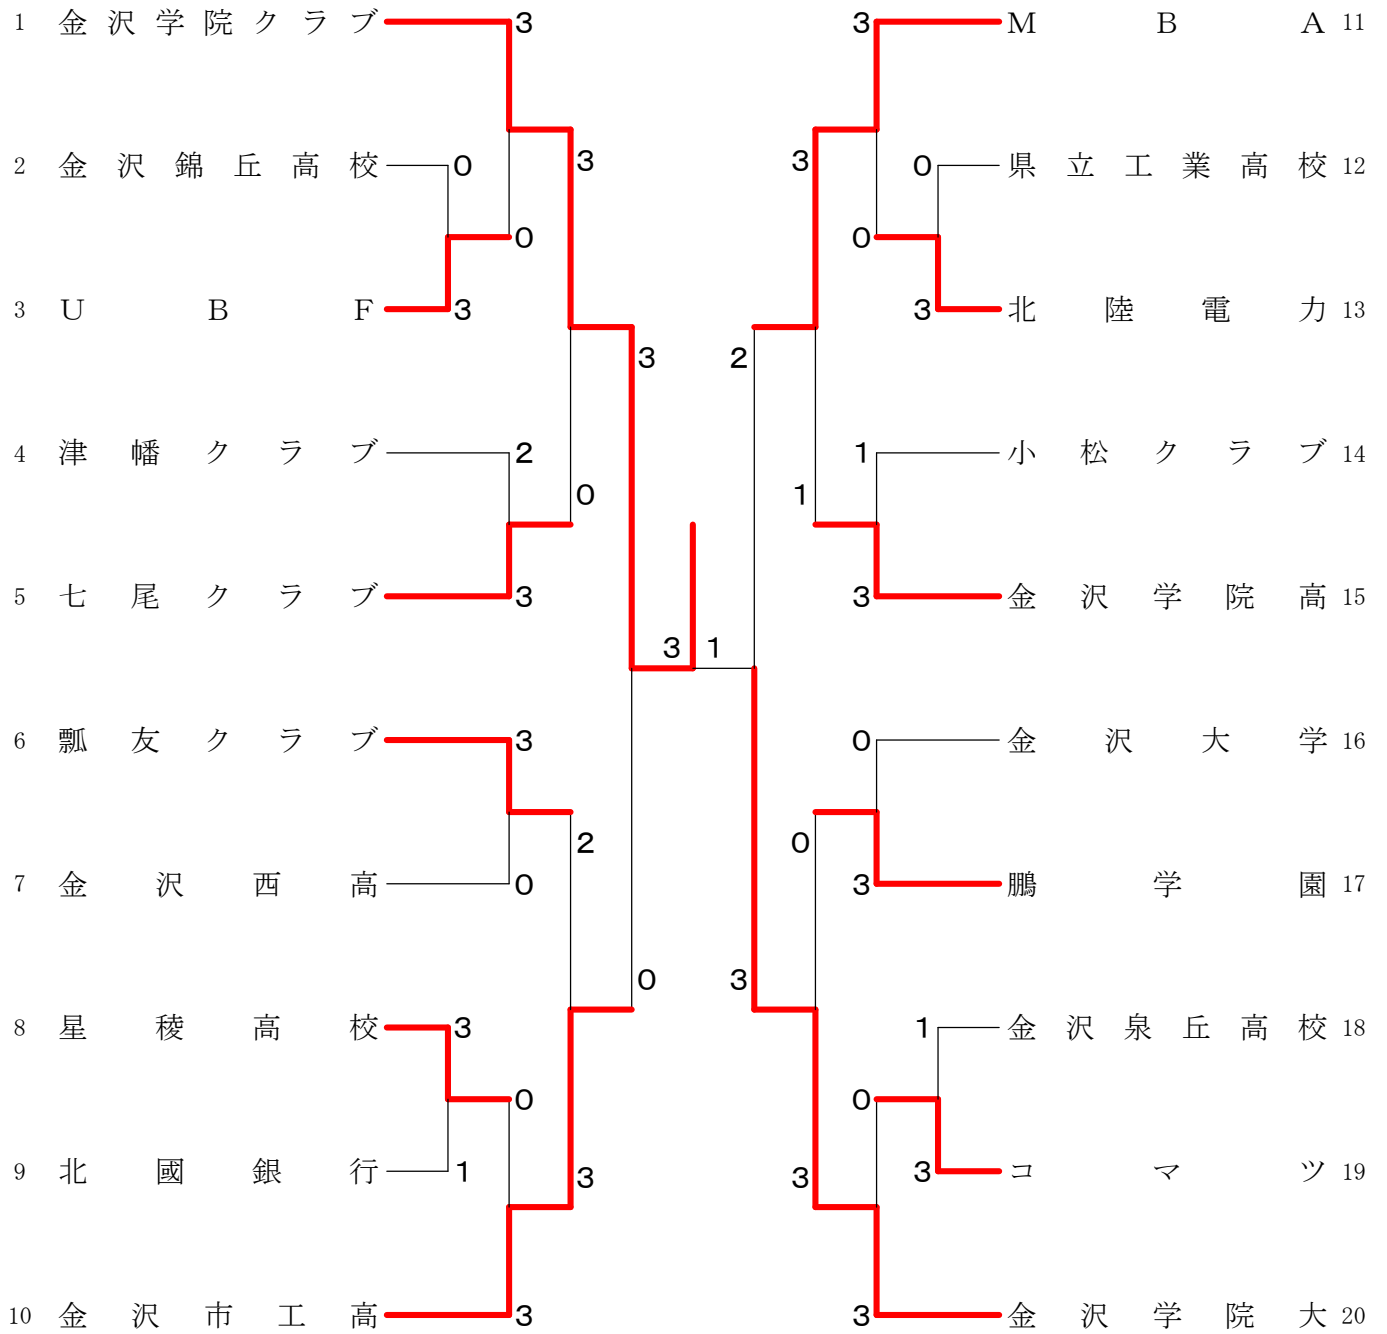 1 金沢学院クラブ 3 3 MBA 11
2 金沢錦丘高校 0 3 3 0 県立工業高校 12
0 0
3 UBF 3 3 北陸電力 13
3 2
4 津幡クラブ 2 1 小松クラブ 14
0 1
5 七尾クラブ 3 3 金沢学院高 15
3 1
6 瓢友クラブ 3 0 金沢大学 16
2 0
7 金沢西高 0 3 鵬学園 17
0 3
8 星稜高校 3 1 金沢泉丘高校 18
0 0
9 北國銀行 1 3 3 3 コマツ 19
10 金沢市工高 3 3 金沢学院大 20